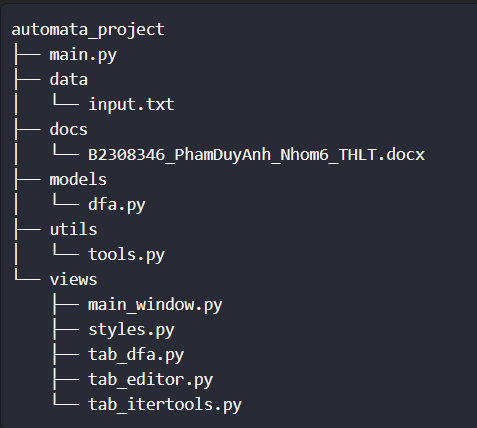 automata_project
├── main.py
├── data
│   └── input.txt
├── docs
│   └── B2308346_PhamDuyAnh_Nhom6_THLT.docx
├── models
│   └── dfa.py
├── utils
│   └── tools.py
└── views
    ├── main_window.py
    ├── styles.py
    ├── tab_dfa.py
    ├── tab_editor.py
    └── tab_itertools.py